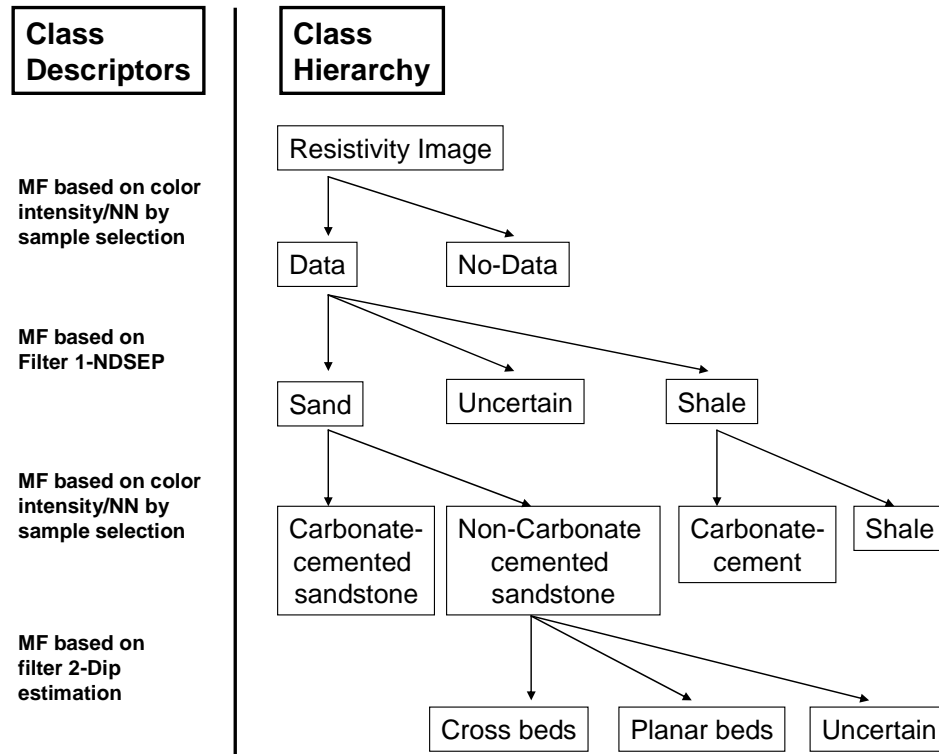 Class
Descriptors
Class
Hierarchy
Resistivity Image
MF based on color
intensity/NN by
sample selection
Data
No-Data
MF based on
Filter 1-NDSEP
Sand
Uncertain
Shale
MF based on color
intensity/NN by
sample selection
Carbonate-
cemented
sandstone
Non-Carbonate
cemented
sandstone
Carbonate-
cement
Shale
MF based on
filter 2-Dip
estimation
Cross beds
Planar beds
Uncertain